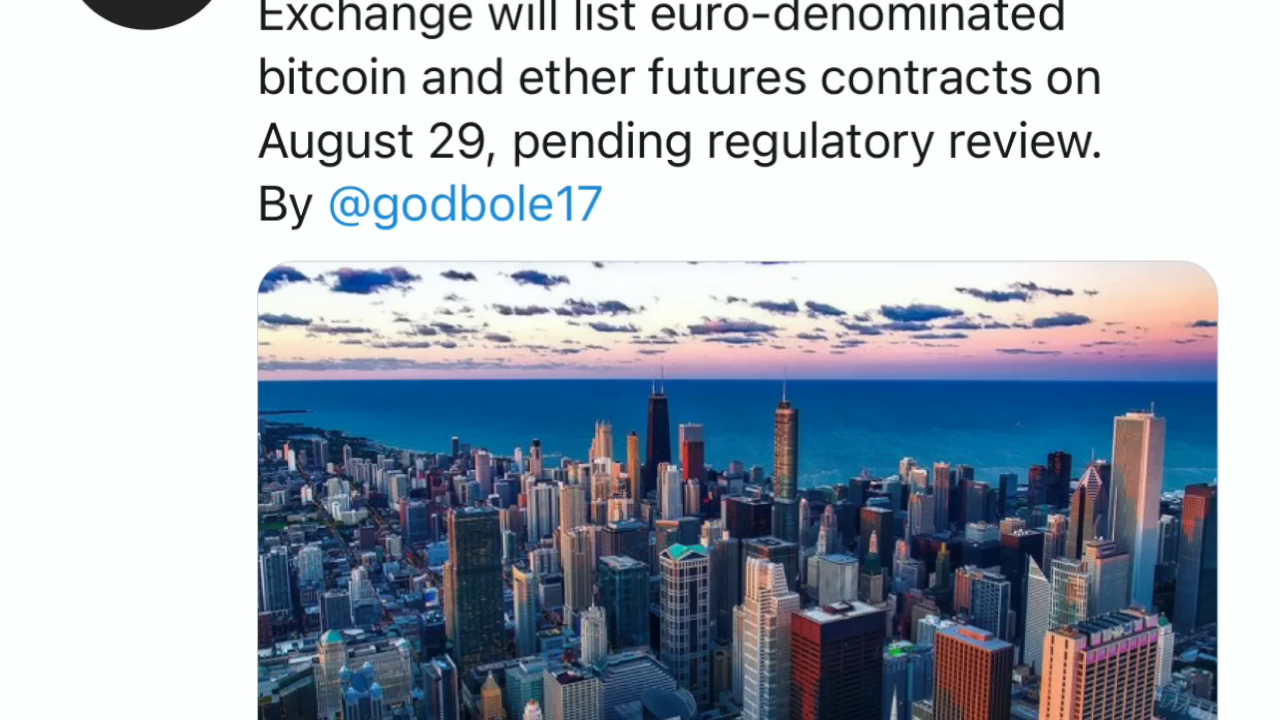 Exchange will list euro-denominated
bitcoin and ether futures contracts on
August 29, pending regulatory review.
By @godbole17